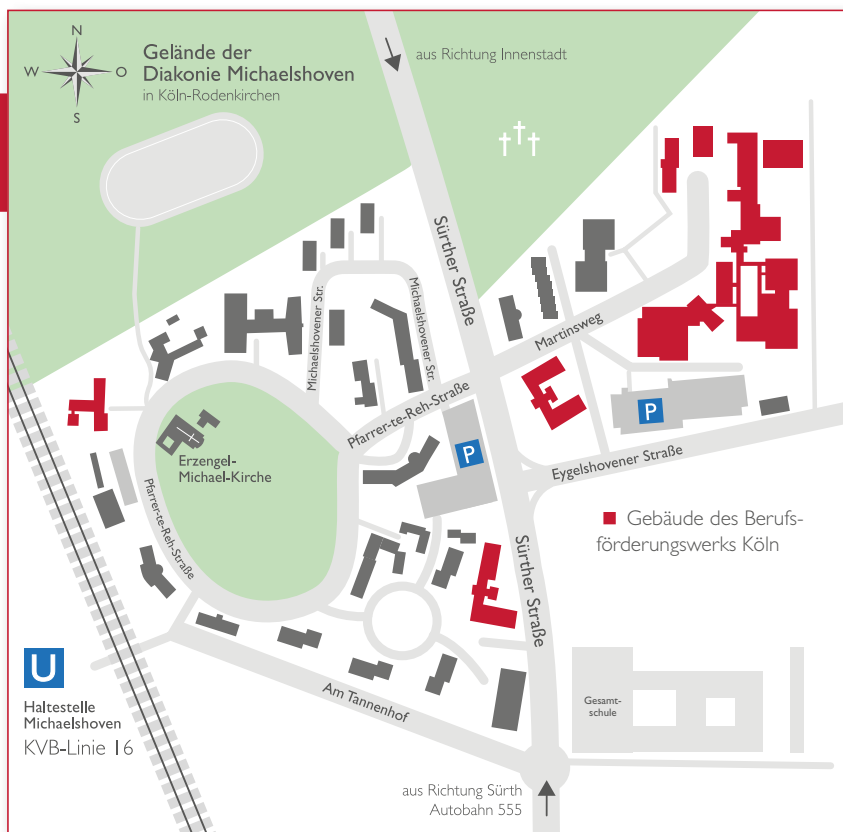 N
W
O
S
Gelände der
Diakonie Michaelshoven
in Köln-Rodenkirchen
aus Richtung Innenstadt
Sürther Straße
Michaelshovener Str.
Michaelshovener Str.
Martinsweg
Pfarrer-te-Reh-Straße
P
P
Erzengel-
Michael-Kirche
Eygelshovener Straße
Pfarrer-te-Reh-Straße
Gebäude des Berufs-
förderungswerks Köln
Sürther Straße
U
Haltestelle
Michaelshoven
KVB-Linie 16
Am Tannenhof
Gesamt-
schule
aus Richtung Sürth
Autobahn 555